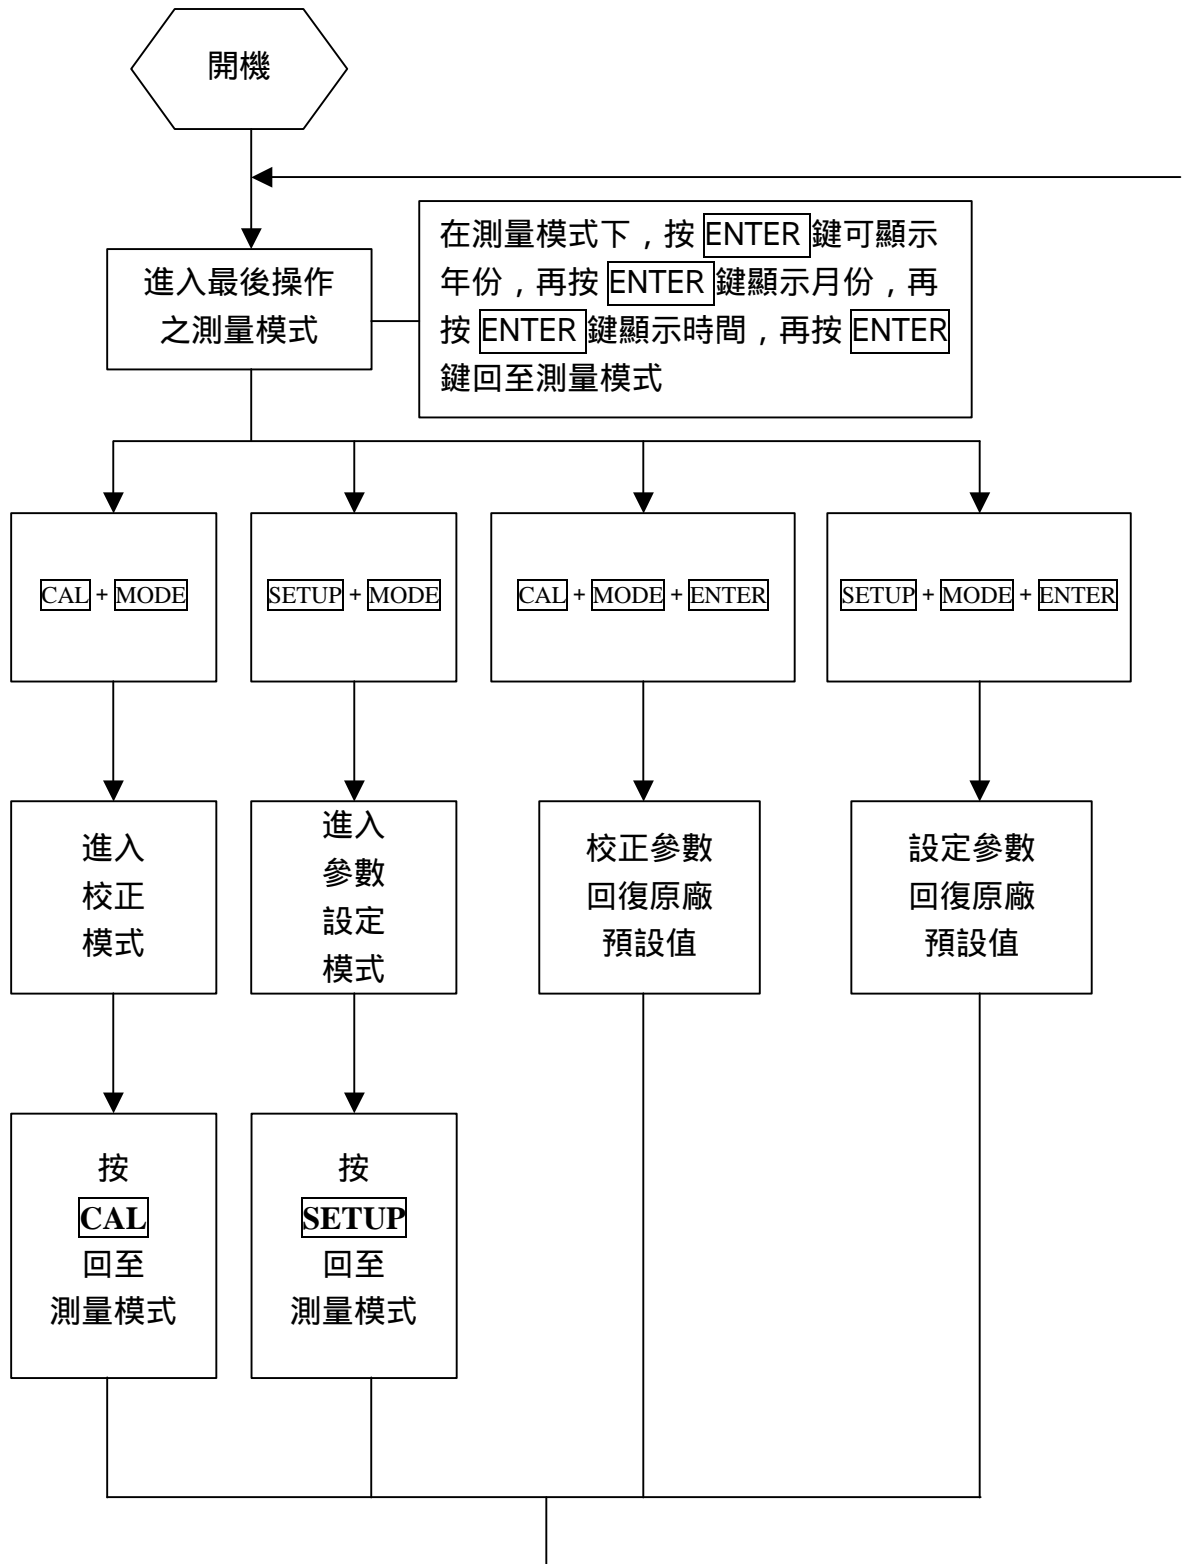 開機
進入最後操作
之測量模式
在測量模式下，按 ENTER 鍵可顯示
年份，再按 ENTER 鍵顯示月份，再
按 ENTER 鍵顯示時間，再按 ENTER
鍵回至測量模式
CAL + MODE
SETUP + MODE
CAL + MODE + ENTER
SETUP + MODE + ENTER
進入
校正
模式
進入
參數
設定
模式
校正參數
回復原廠
預設值
設定參數
回復原廠
預設值
按
CAL
回至
測量模式
按
SETUP
回至
測量模式